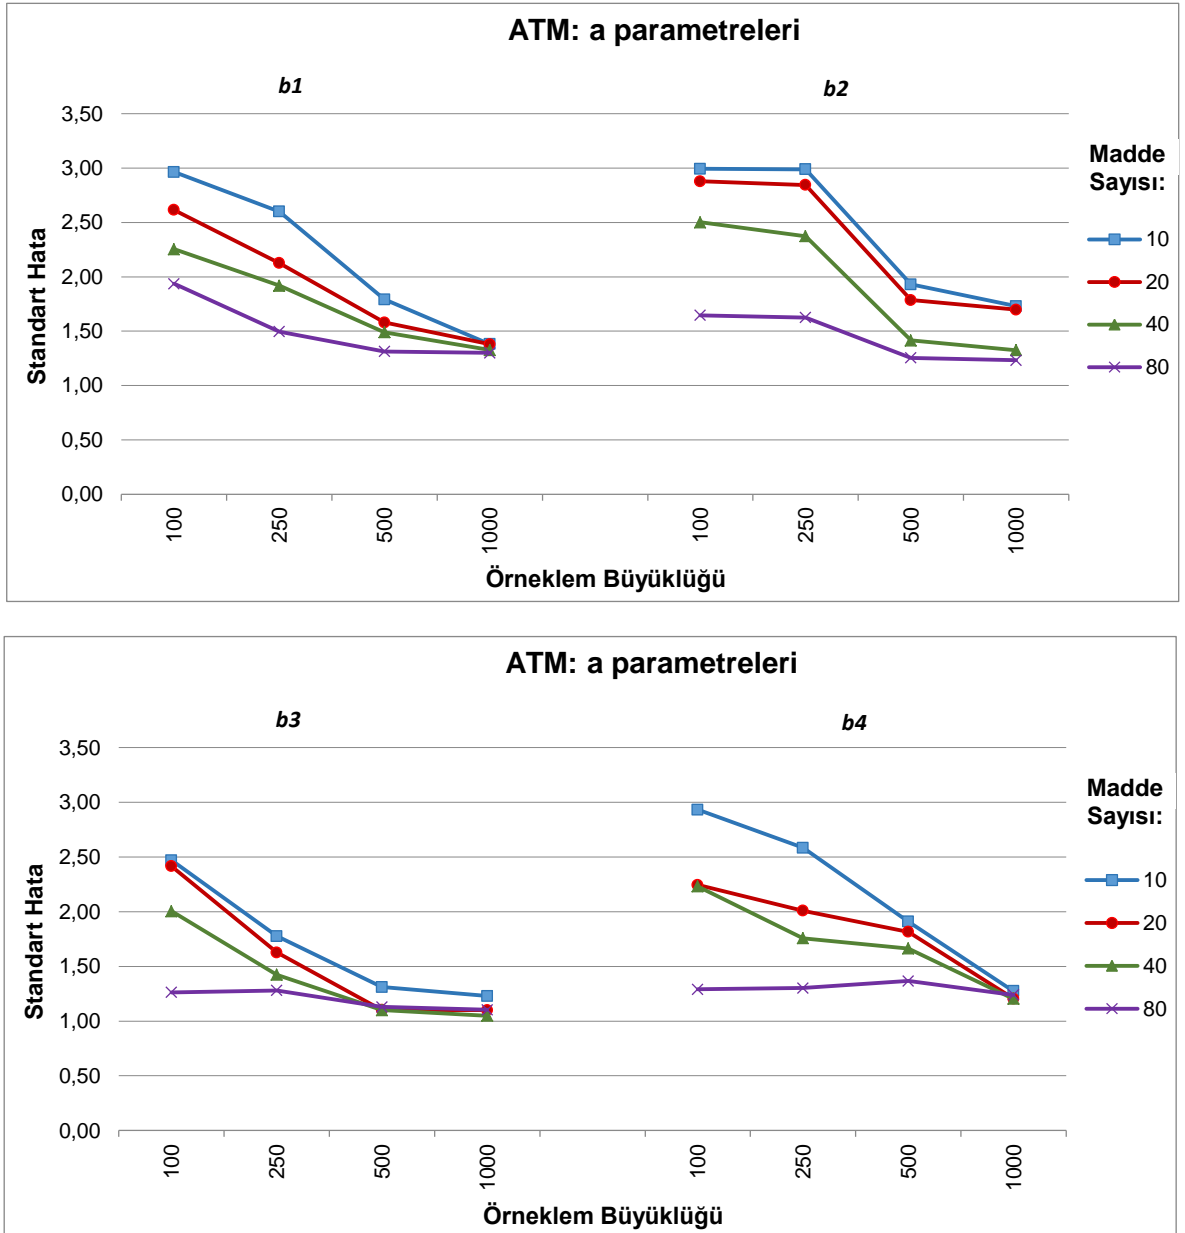 ATM: a parametreleri
b1
b2
3,50
3,00
2,50
2,00
1,50
1,00
0,50
0,00
Standart Hata
100
250
500
1000
100
250
500
1000
Örneklem Büyüklüğü
Madde
Sayısı:
10
20
40
80
ATM: a parametreleri
b3
b4
3,50
3,00
2,50
2,00
1,50
1,00
0,50
0,00
Standart Hata
100
250
500
1000
100
250
500
1000
Örneklem Büyüklüğü
Madde
Sayısı:
10
20
40
80